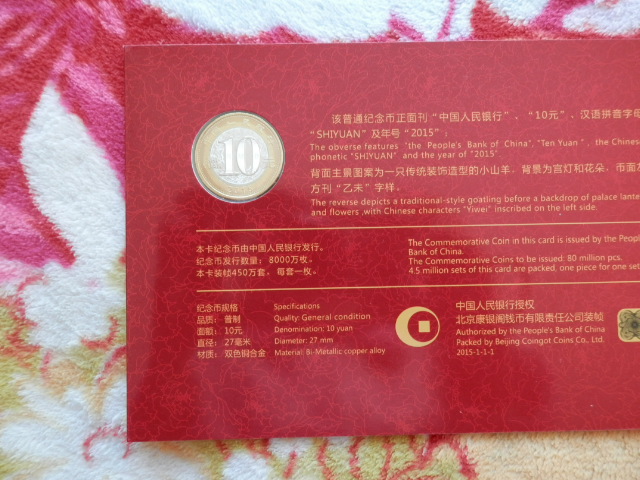 10
该普通纪念币正面刊“中国人民银行”、“10元”、汉语拼音字母
“SHIYUAN”及年号“2015”；
The obverse features "the People's Bank of China", "Ten Yuan", the Chinese
phonetic "SHIYUAN" and the year of "2015".
背面主景图案为一只传统装饰造型的小山羊，背景为宫灯和花朵，币面左
方刊“乙未”字样。
The reverse depicts a traditional-style goatling before a backdrop of palace
and flowers ,with Chinese characters "Yiwei" inscribed on the left side.
本卡纪念币由中国人民银行发行。
纪念币发行数量：8000万枚。
本卡装帧450万套，每套一枚。
The Commemorative Coin in this card is issued by the People's
Bank of China.
The Commemorative Coins to be issued: 80 million pcs.
4.5 million sets of this card are packed, one piece for one set
纪念币规格
品质：普制
面额：10元
直径：27毫米
材质：双色铜合金
Specifications
Quality: General condition
Denomination: 10 yuan
Diameter: 27 mm
Material: Bi-Metallic copper alloy
中国人民银行授权
北京康银阁钱币有限责任公司装帧
Authorized by the People's Bank of China
Packed by Beijing Coingot Coins Co., Ltd.
2015-1-1-1